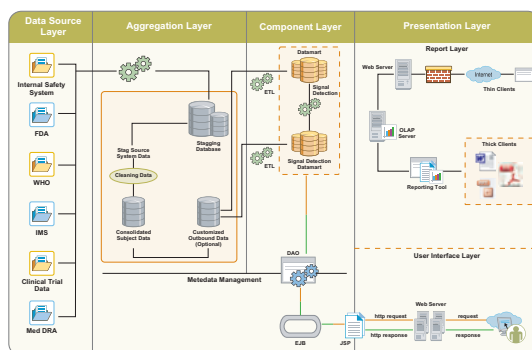 Data Source
Layer
Aggregation Layer
Component Layer
Presentation Layer
Internal Safety
System
FDA
WHO
IMS
Clinical Trial
Data
Med DRA
Stagging
Database
Stag Source
System Data
Cleaning Data
Consolidated
Subject Data
Customized
Outbound Data
(Optional)
Metedata Management
Datamart
ETL
Signal
Detection
ETL
Signal Detection
Datamart
DAO
EJB
JSP
Report Layer
Web Server
Internet
Thin Clients
OLAP
Server
Reporting Tool
Thick Clients
User Interface Layer
Web Server
http request
http response
request
response